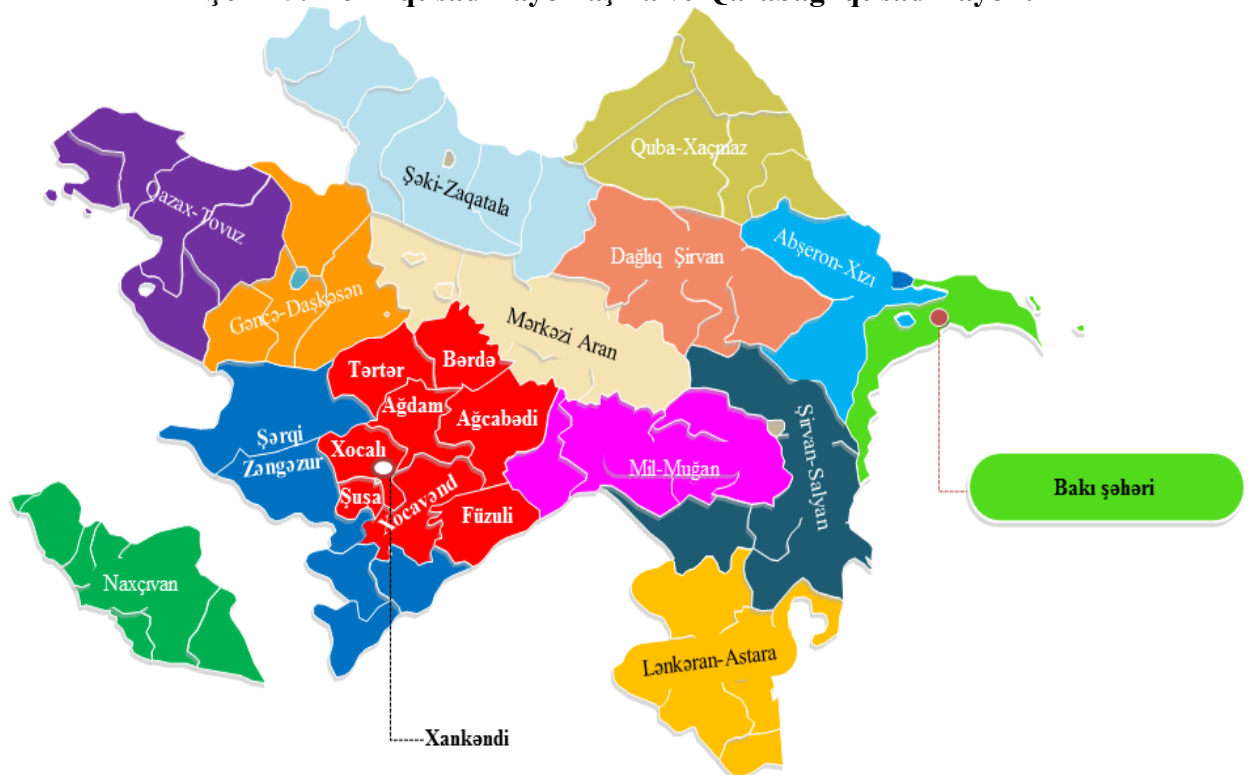 Quba-Xaçmaz
Şəki-Zaqatala
Qazax-Tovuz
Abşeron-Xızı
Dağlıq Şirvan
Gəncə-Daşkəsən
Mərkəzi Aran
Bərdə
Tərtər
Ağdam
Ağcabədi
Şərqi
Zəngəzur
Xocalı
Şuşa
Xocavənd
Füzuli
Mil-Muğan
Şirvan-Salyan
Bakı şəhəri
Naxçıvan
Lənkəran-Astara
Xankəndi